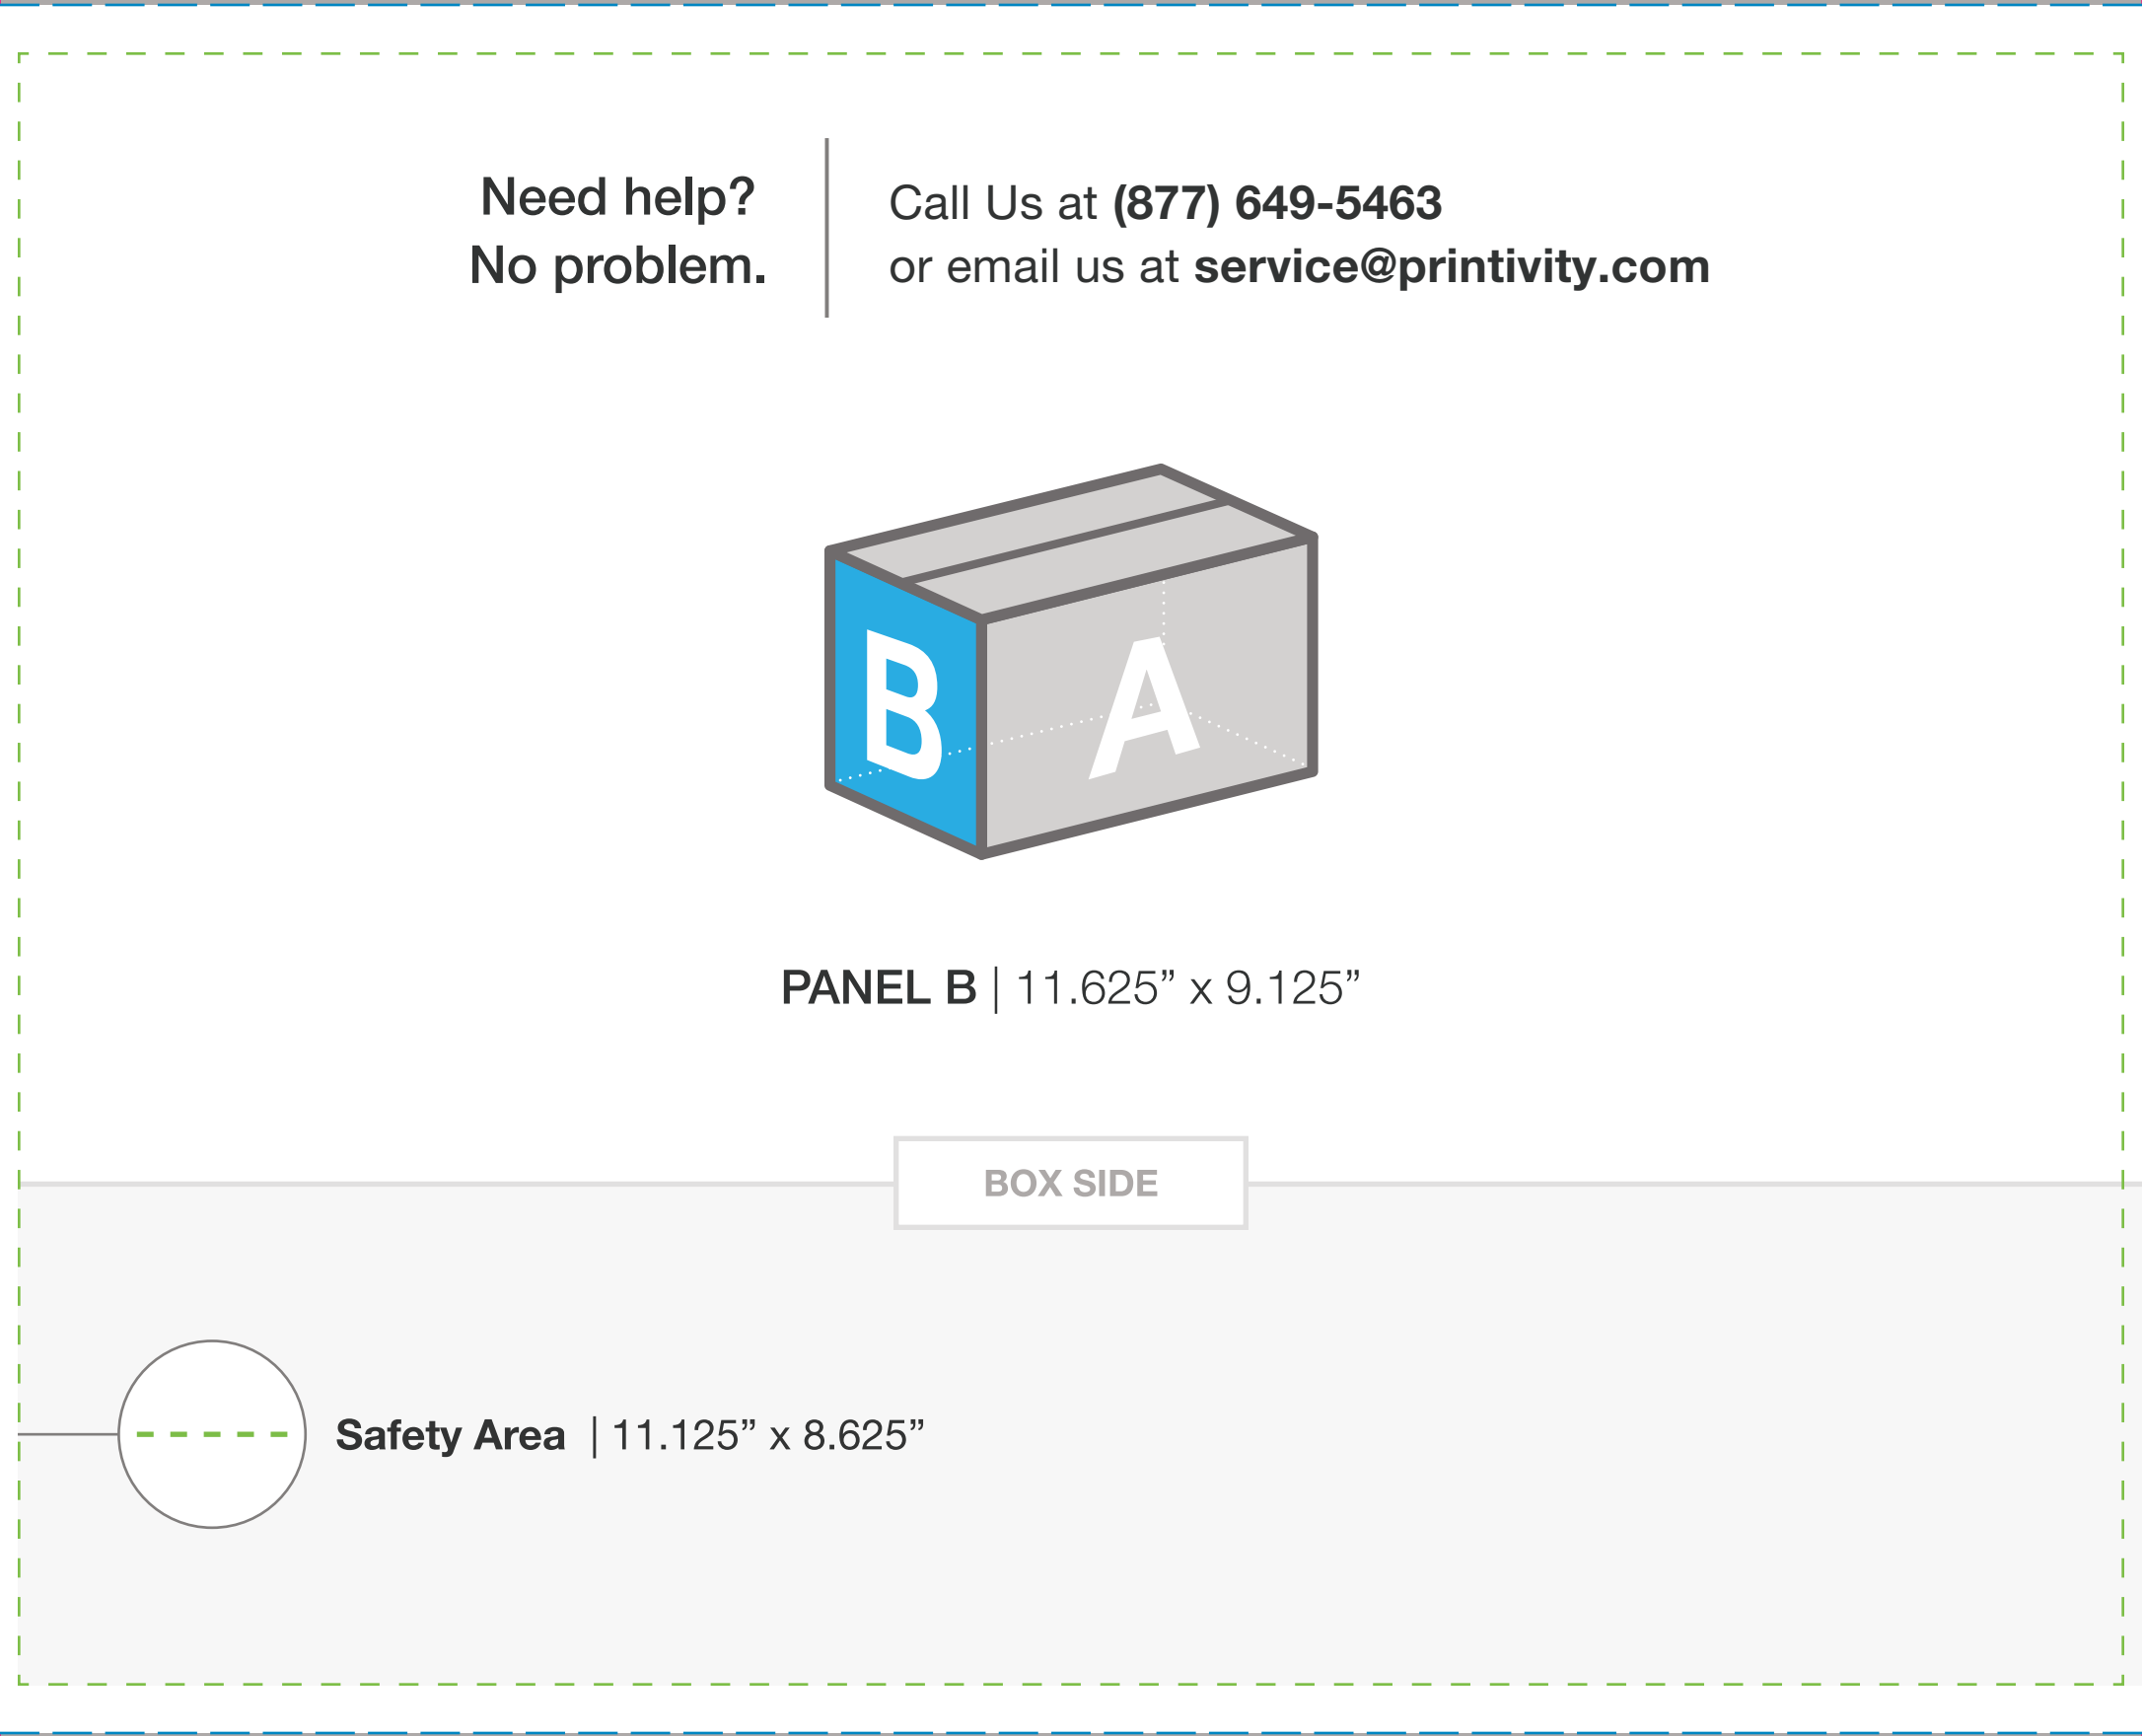 Need help?
No problem.
Call Us at (877) 649-5463
or email us at service@printivity.com
B
A
PANEL B | 11.625” x 9.125”
BOX SIDE
Safety Area | 11.125” x 8.625”